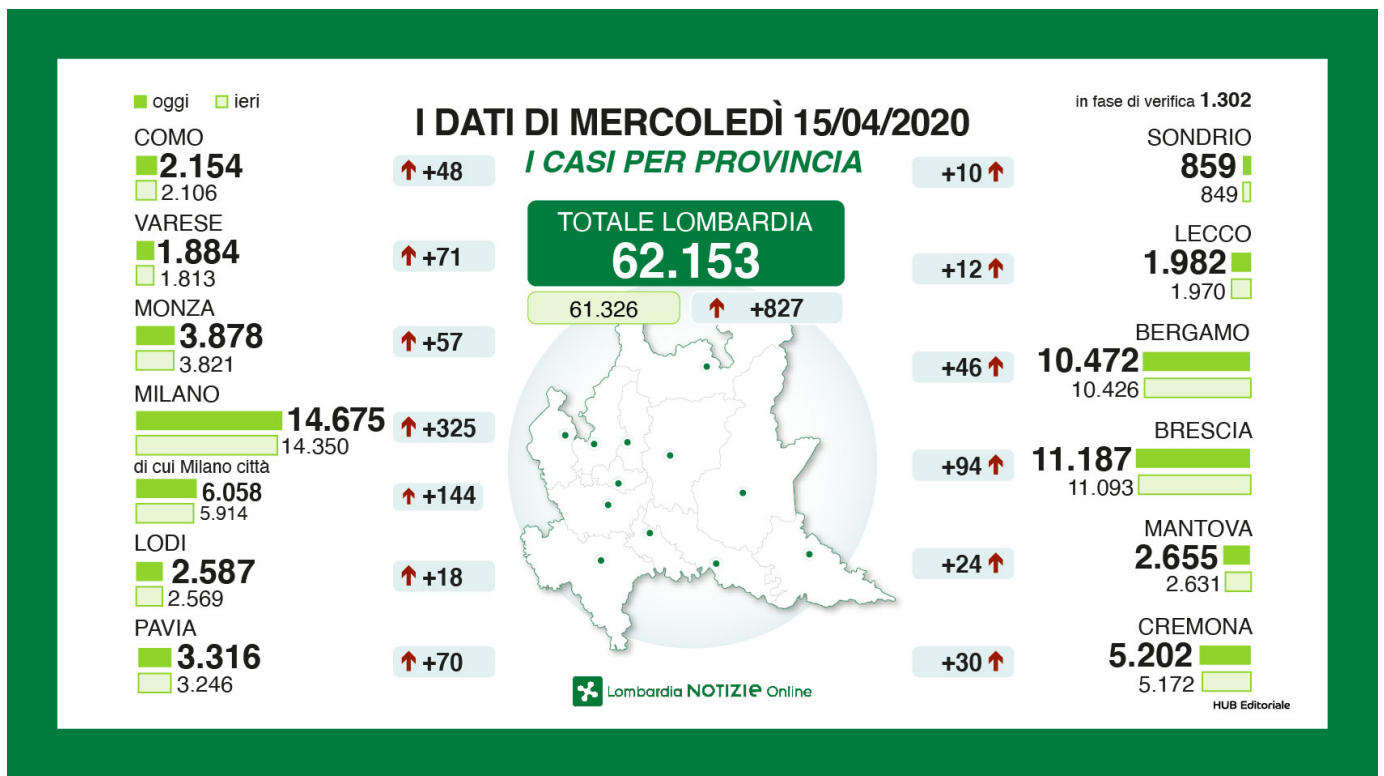 oggi ieri
I DATI DI MERCOLEDÌ 15/04/2020
I CASI PER PROVINCIA
in fase di verifica 1.302
TOTALE LOMBARDIA
62.153
61.326
+827
COMO
2.154
+48
2.106
VARESE
1.884
+71
1.813
MONZA
3.878
+57
3.821
MILANO
14.675
+325
14.350
di cui Milano città
6.058
+144
5.914
LODI
2.587
+18
2.569
PAVIA
3.316
+70
3.246
SONDRIO
+10
859
849
LECCO
+12
1.982
1.970
BERGAMO
+46
10.472
10.426
BRESCIA
+94
11.187
11.093
MANTOVA
+24
2.655
2.631
CREMONA
+30
5.202
5.172
Lombardia NOTIZIe Online
HUB Editoriale